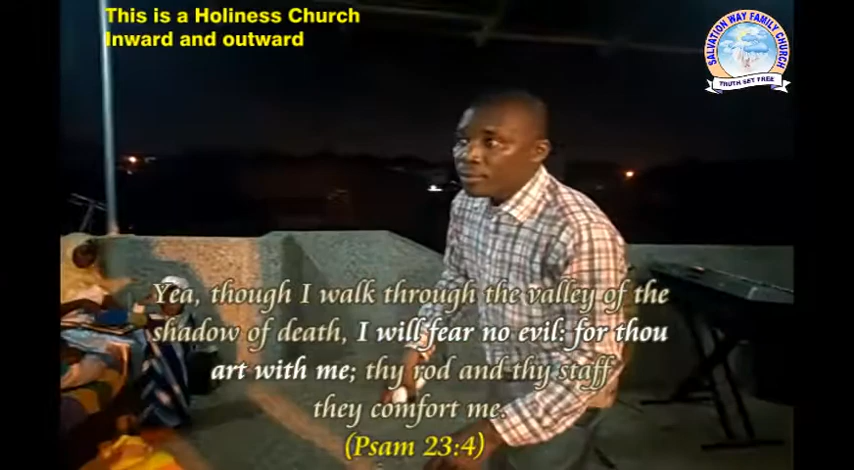 This is a Holiness Church
Inward and outward
SALVATION WAY FAMILY CHURCH
TRUTH SET FREE
Yea, though I walk through the valley of the
shadow of death, I will fear no evil: for thou
art with me; thy rod and thy staff
they comfort me.
(Psam 23:4)